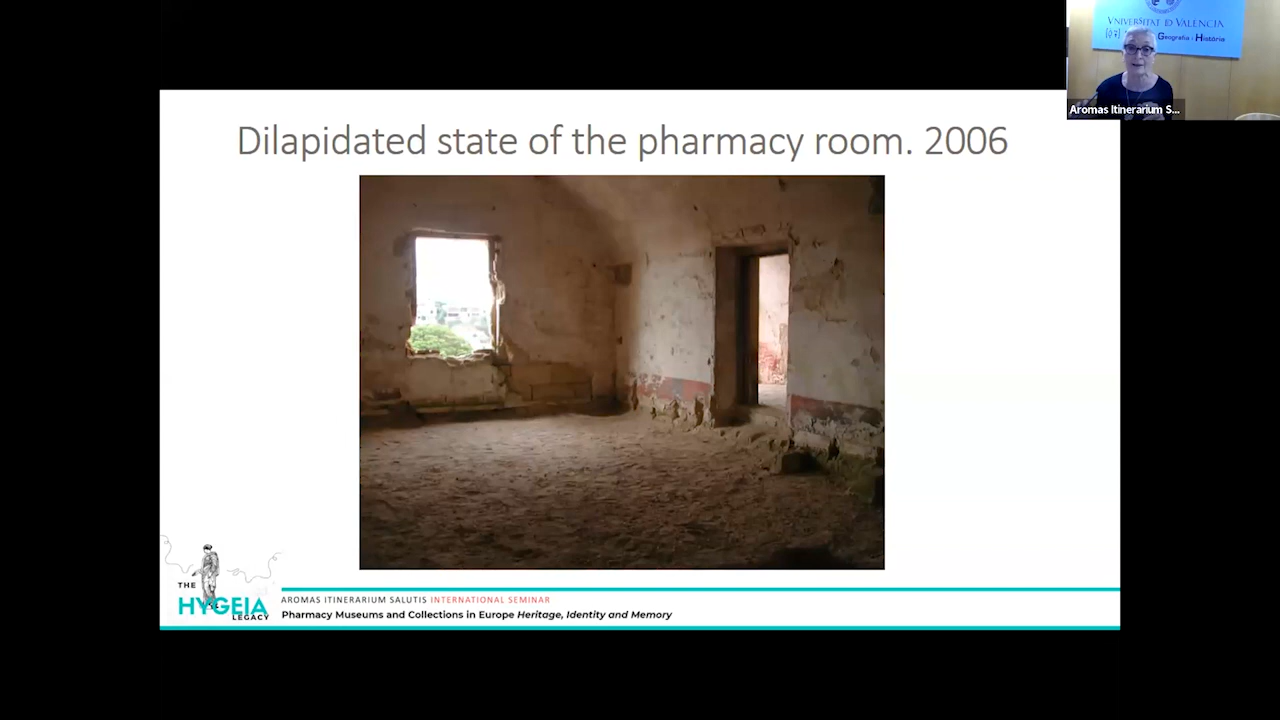 VNIVERSITAT ID VALENCIA
Geografia i Història
Aromas Itinerarium S...
Dilapidated state of the pharmacy room. 2006
THE
HYGEIA
LEGACY
AROMAS ITINERARIUM SALUTIS INTERNATIONAL SEMINAR
Pharmacy Museums and Collections in Europe Heritage, Identity and Memory